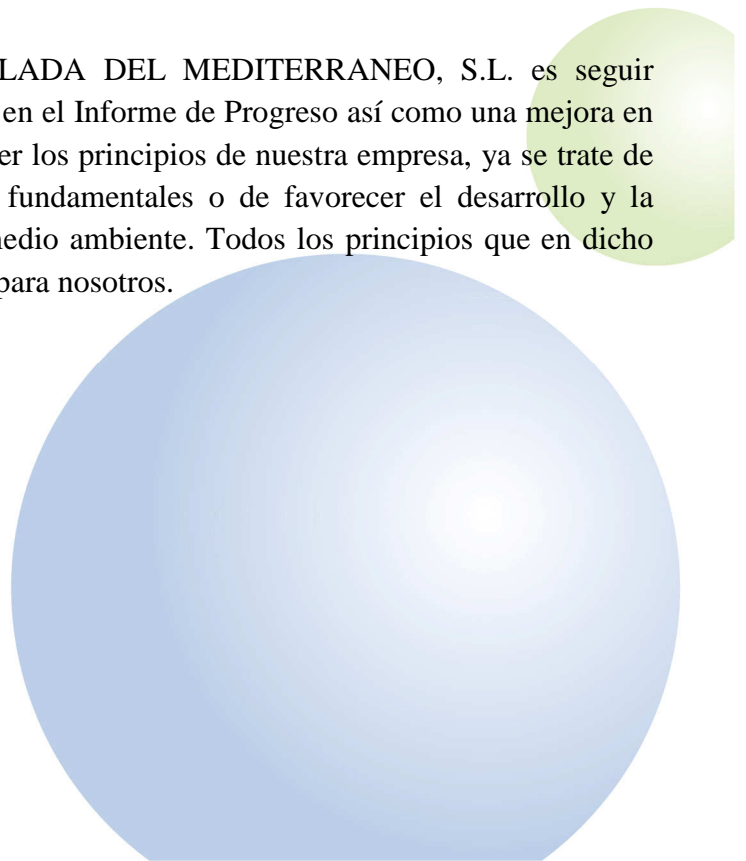 LADA DEL MEDITERRANEO, S.L. es seguir
en el Informe de Progreso así como una mejora en
er los principios de nuestra empresa, ya se trate de
fundamentales o de favorecer el desarrollo y la
medio ambiente. Todos los principios que en dicho
para nosotros.